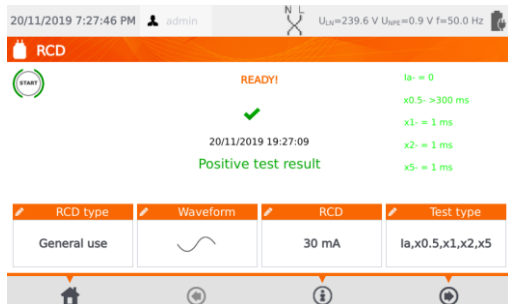 20/11/2019 7:27:46 PM admin N L U_LN=239.6 V U_NPE=0.9 V f=50.0 Hz
RCD
START
READY!
20/11/2019 19:27:09
Positive test result
Ia- = 0
x0.5- >300 ms
x1- = 1 ms
x2- = 1 ms
x5- = 1 ms
RCD type
General use
Waveform
RCD
30 mA
Test type
Ia,x0.5,x1,x2,x5